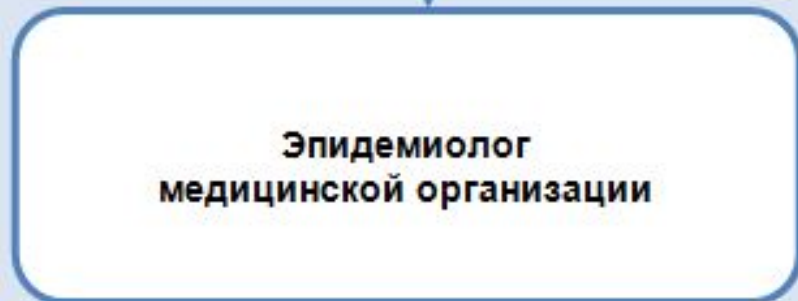 Эпидемиолог
медицинской организации